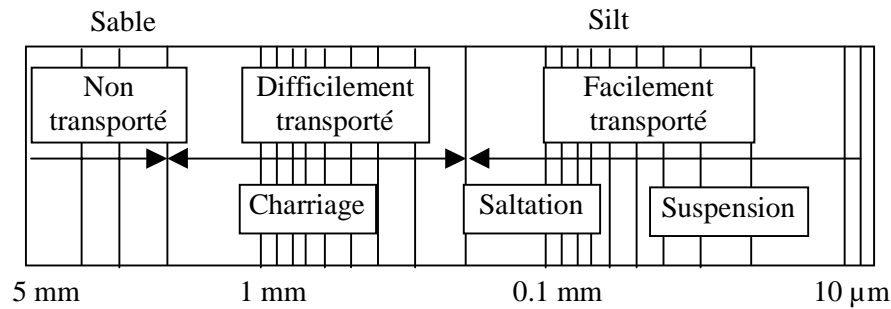 Sable
Silt
Non
transporté
Difficilement
transporté
Facilement
transporté
Charriage
Saltation
Suspension
5 mm
1 mm
0.1 mm
10 µm